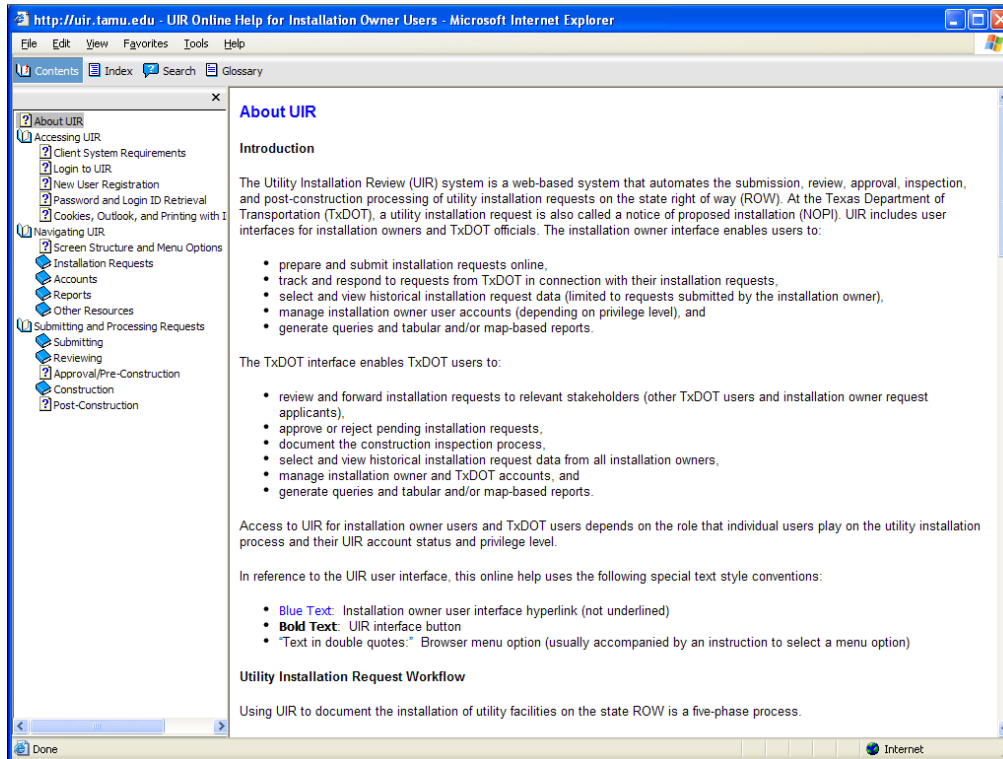 http://uir.tamu.edu - UIR Online Help for Installation Owner Users - Microsoft Internet Explorer
File Edit View Favorites Tools Help
Contents Index Search Glossary
About UIR
Accessing UIR
Client System Requirements
Login to UIR
New User Registration
Password and Login ID Retrieval
Cookies, Outlook, and Printing with I
Navigating UIR
Screen Structure and Menu Options
Installation Requests
Accounts
Reports
Other Resources
Submitting and Processing Requests
Submitting
Reviewing
Approval/Pre-Construction
Construction
Post-Construction
About UIR
Introduction
The Utility Installation Review (UIR) system is a web-based system that automates the submission, review, approval, inspection,
and post-construction processing of utility installation requests on the state right of way (ROW). At the Texas Department of
Transportation (TxDOT), a utility installation request is also called a notice of proposed installation (NOPI). UIR includes user
interfaces for installation owners and TxDOT officials. The installation owner interface enables users to:
• prepare and submit installation requests online,
• track and respond to requests from TxDOT in connection with their installation requests,
• select and view historical installation request data (limited to requests submitted by the installation owner),
• manage installation owner user accounts (depending on privilege level), and
• generate queries and tabular and/or map-based reports.
The TxDOT interface enables TxDOT users to:
• review and forward installation requests to relevant stakeholders (other TxDOT users and installation owner request
applicants),
• approve or reject pending installation requests,
• document the construction inspection process,
• select and view historical installation request data from all installation owners,
• manage installation owner and TxDOT accounts, and
• generate queries and tabular and/or map-based reports.
Access to UIR for installation owner users and TxDOT users depends on the role that individual users play on the utility installation
process and their UIR account status and privilege level.
In reference to the UIR user interface, this online help uses the following special text style conventions:
• Blue Text: Installation owner user interface hyperlink (not underlined)
• Bold Text: UIR interface button
• “Text in double quotes:” Browser menu option (usually accompanied by an instruction to select a menu option)
Utility Installation Request Workflow
Using UIR to document the installation of utility facilities on the state ROW is a five-phase process.
Done
Internet